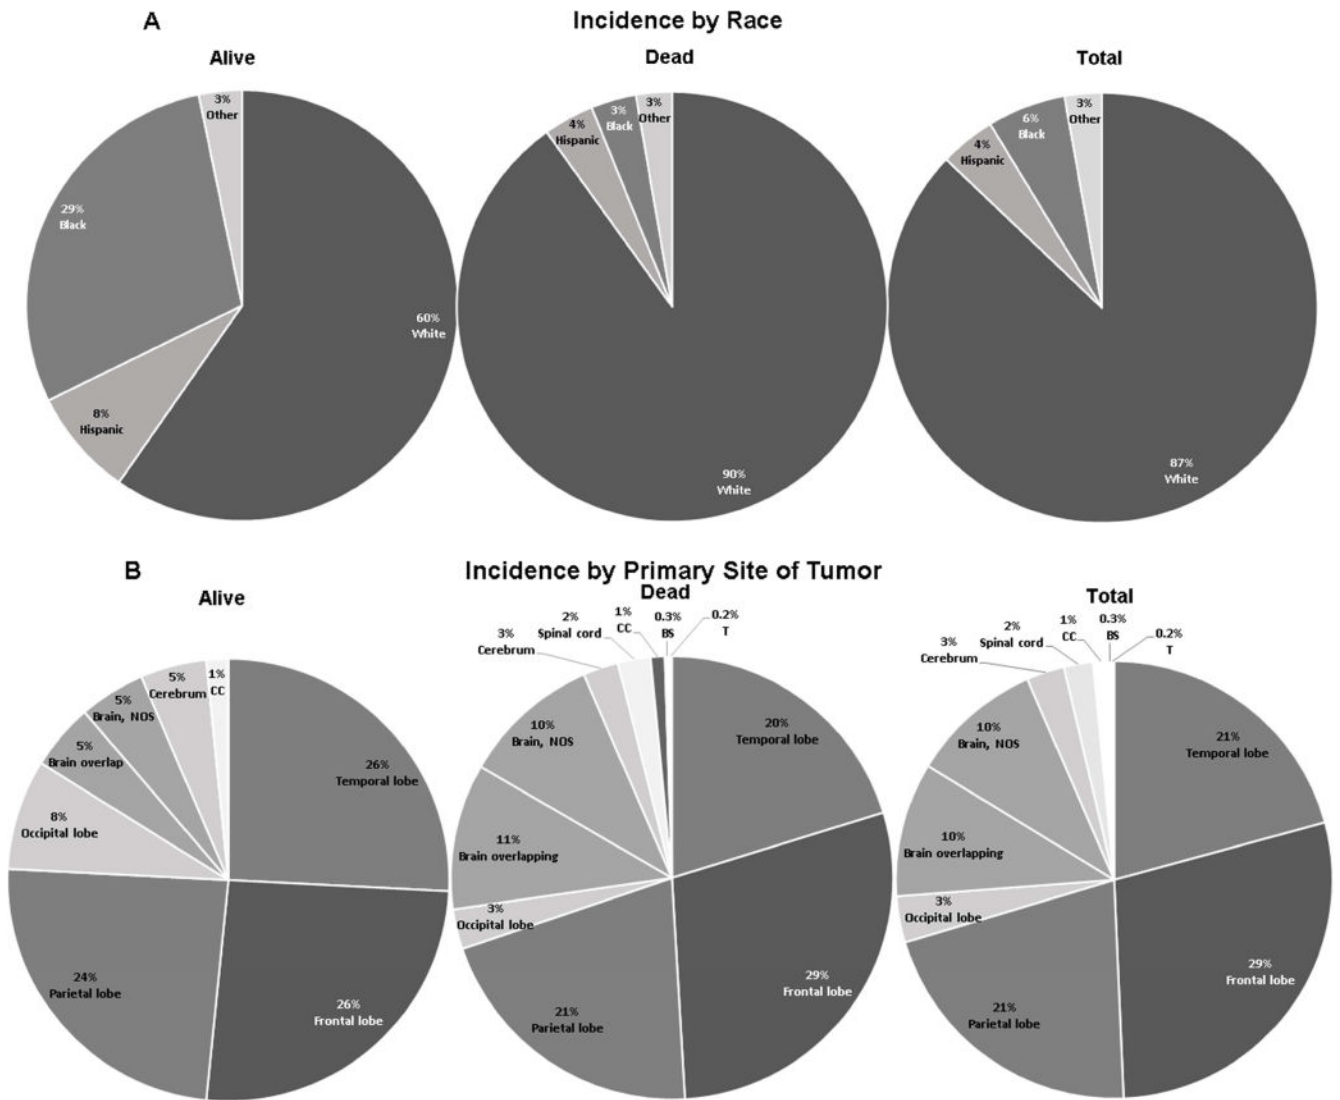 A
Incidence by Race
Alive
Dead
Total
3%
Other
29%
Black
60%
White
8%
Hispanic
4%
Hispanic
3%
Black
3%
Other
90%
White
4%
Hispanic
6%
Black
3%
Other
87%
White
B
Incidence by Primary Site of Tumor
Alive
Dead
Total
5%
Brain, NOS
5%
Cerebrum
1%
CC
5%
Brain overlap
26%
Temporal lobe
8%
Occipital lobe
24%
Parietal lobe
26%
Frontal lobe
3%
Cerebrum
2%
Spinal cord
1%
CC
0.3%
BS
0.2%
T
10%
Brain, NOS
20%
Temporal lobe
11%
Brain overlapping
3%
Occipital lobe
21%
Parietal lobe
29%
Frontal lobe
3%
Cerebrum
2%
Spinal cord
1%
CC
0.3%
BS
0.2%
T
10%
Brain, NOS
21%
Temporal lobe
10%
Brain overlapping
3%
Occipital lobe
21%
Parietal lobe
29%
Frontal lobe